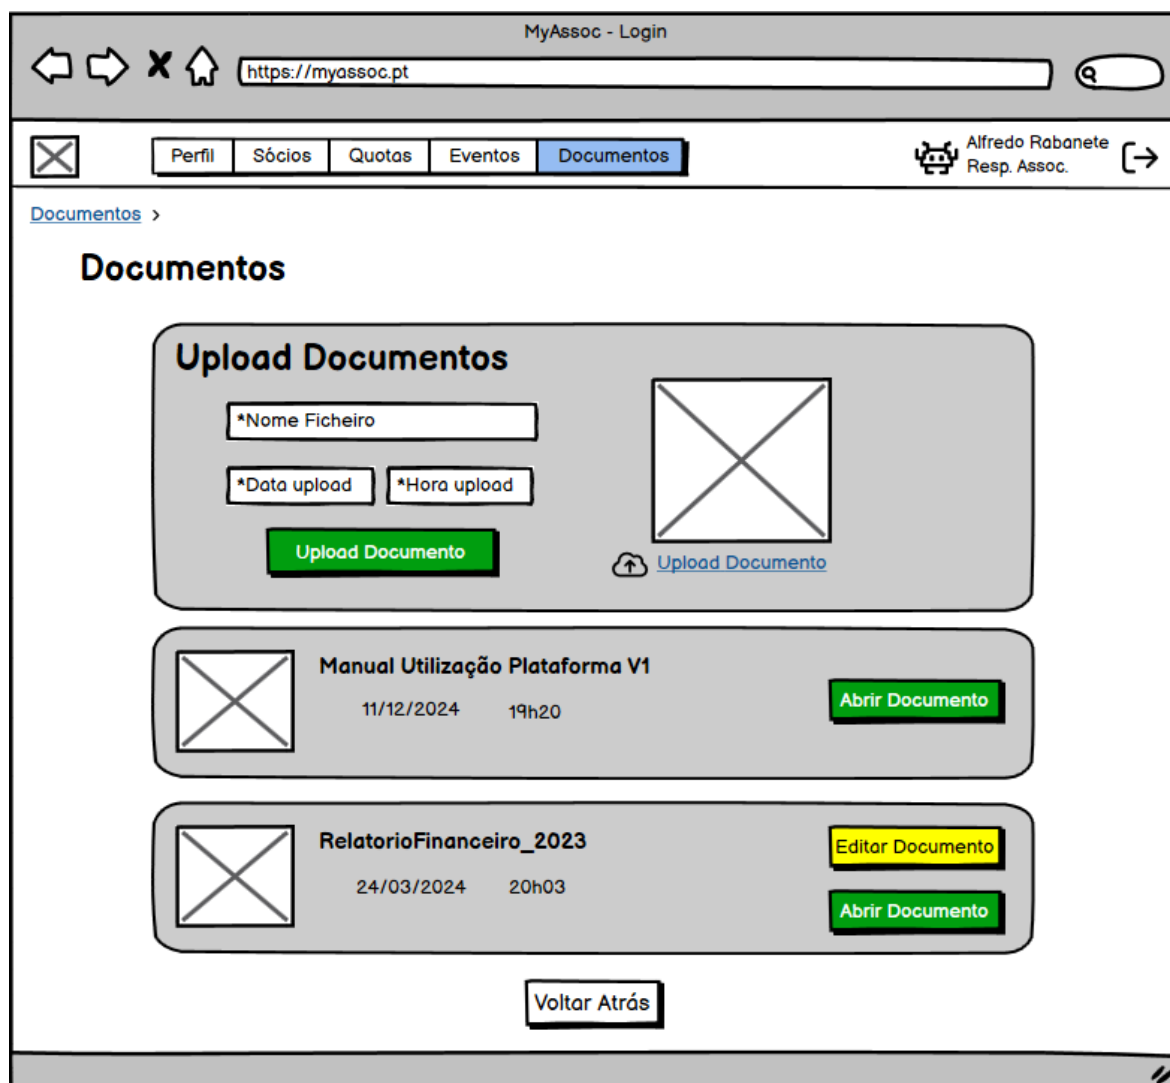 MyAssoc - Login
https://myassoc.pt
Perfil Sócios Quotas Eventos Documentos
Alfredo Rabanete
Resp. Assoc.
Documentos >
Documentos
Upload Documentos
*Nome Ficheiro
*Data upload *Hora upload
Upload Documento
Upload Documento
Manual Utilização Plataforma V1
11/12/2024 19h20
Abrir Documento
RelatorioFinanceiro_2023
24/03/2024 20h03
Editar Documento
Abrir Documento
Voltar Atrás